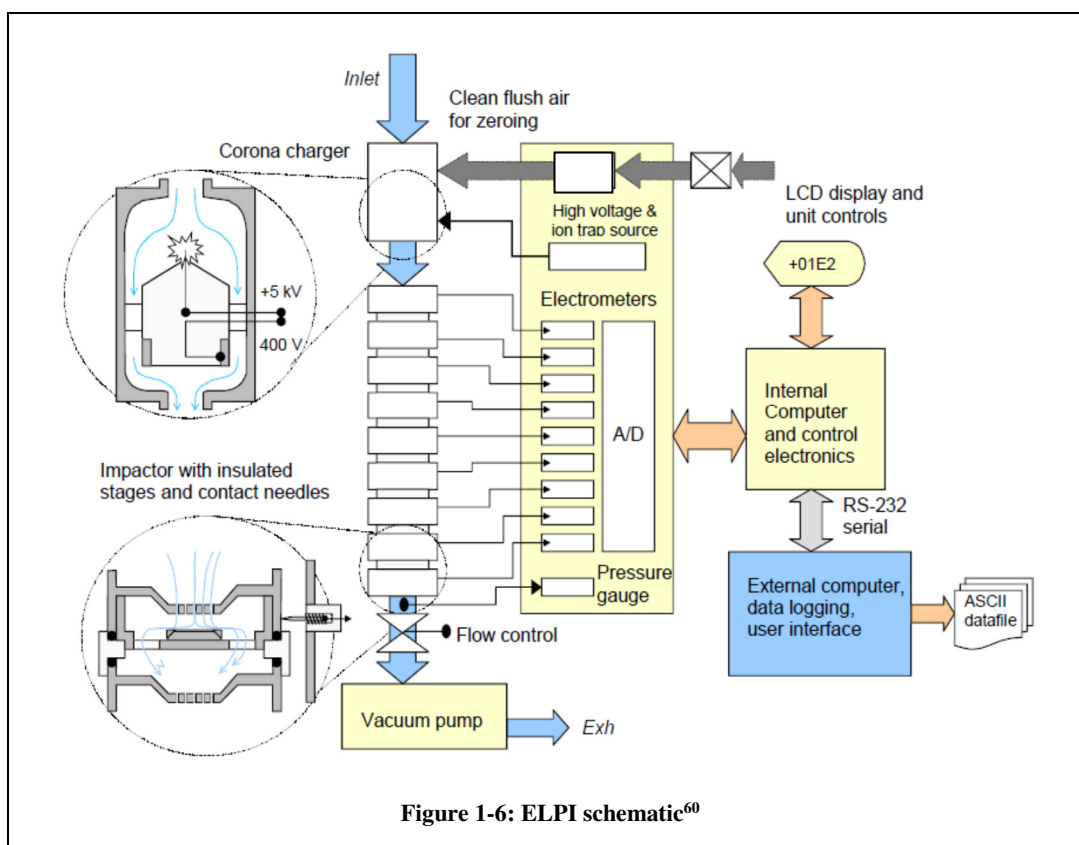 Inlet
Clean flush air
for zeroing
Corona charger
LCD display and
unit controls
High voltage &
ion trap source
+01E2
+5 kV
400 V
Electrometers
A/D
Internal
Computer
and control
electronics
Impactor with insulated
stages and contact needles
RS-232
serial
Pressure
gauge
External computer,
data logging,
user interface
ASCII
datafile
Flow control
Vacuum pump
Exh
Figure 1-6: ELPI schematic60